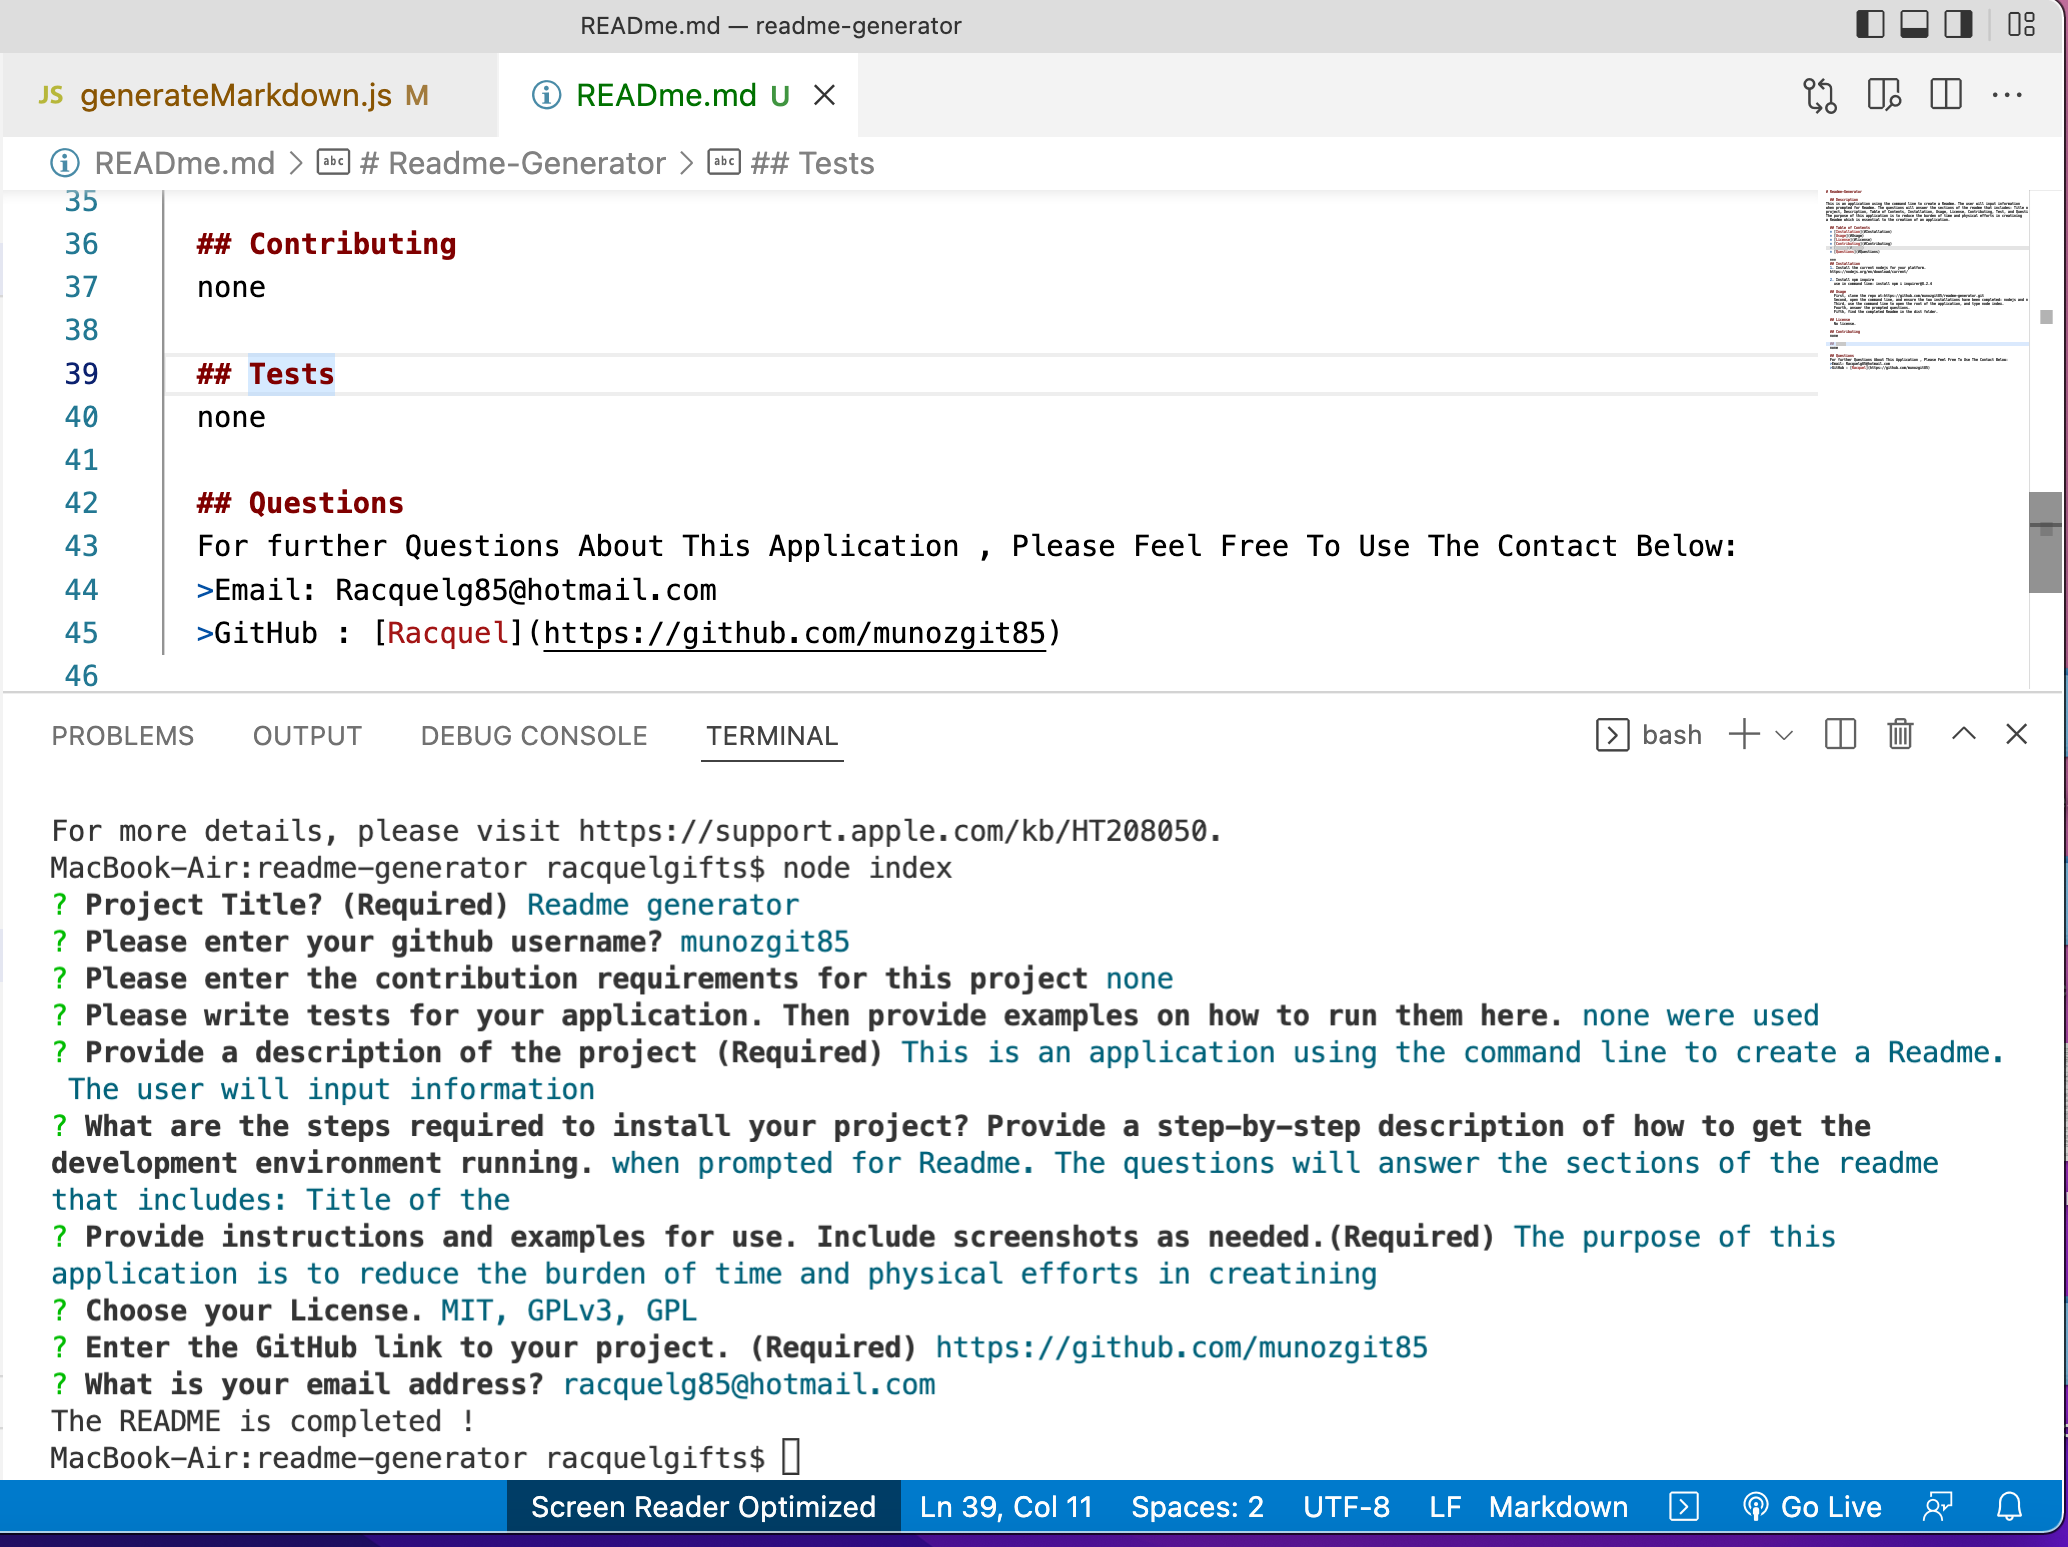 READme.md — readme-generator
JS generateMarkdown.js M
READme.md U
READme.md > abc # Readme-Generator > abc ## Tests
35
36 ## Contributing
37 none
38
39 ## Tests
40 none
41
42 ## Questions
43 For further Questions About This Application , Please Feel Free To Use The Contact Below:
44 >Email: Racquelg85@hotmail.com
45 >GitHub : [Racquel](https://github.com/munozgit85)
46
PROBLEMS OUTPUT DEBUG CONSOLE TERMINAL bash
For more details, please visit https://support.apple.com/kb/HT208050.
MacBook-Air:readme-generator racquelgifts$ node index
? Project Title? (Required) Readme generator
? Please enter your github username? munozgit85
? Please enter the contribution requirements for this project none
? Please write tests for your application. Then provide examples on how to run them here. none were used
? Provide a description of the project (Required) This is an application using the command line to create a Readme.
The user will input information
? What are the steps required to install your project? Provide a step-by-step description of how to get the
development environment running. when prompted for Readme. The questions will answer the sections of the readme
that includes: Title of the
? Provide instructions and examples for use. Include screenshots as needed.(Required) The purpose of this
application is to reduce the burden of time and physical efforts in creatining
? Choose your License. MIT, GPLv3, GPL
? Enter the GitHub link to your project. (Required) https://github.com/munozgit85
? What is your email address? racquelg85@hotmail.com
The README is completed !
MacBook-Air:readme-generator racquelgifts$
Screen Reader Optimized Ln 39, Col 11 Spaces: 2 UTF-8 LF Markdown Go Live